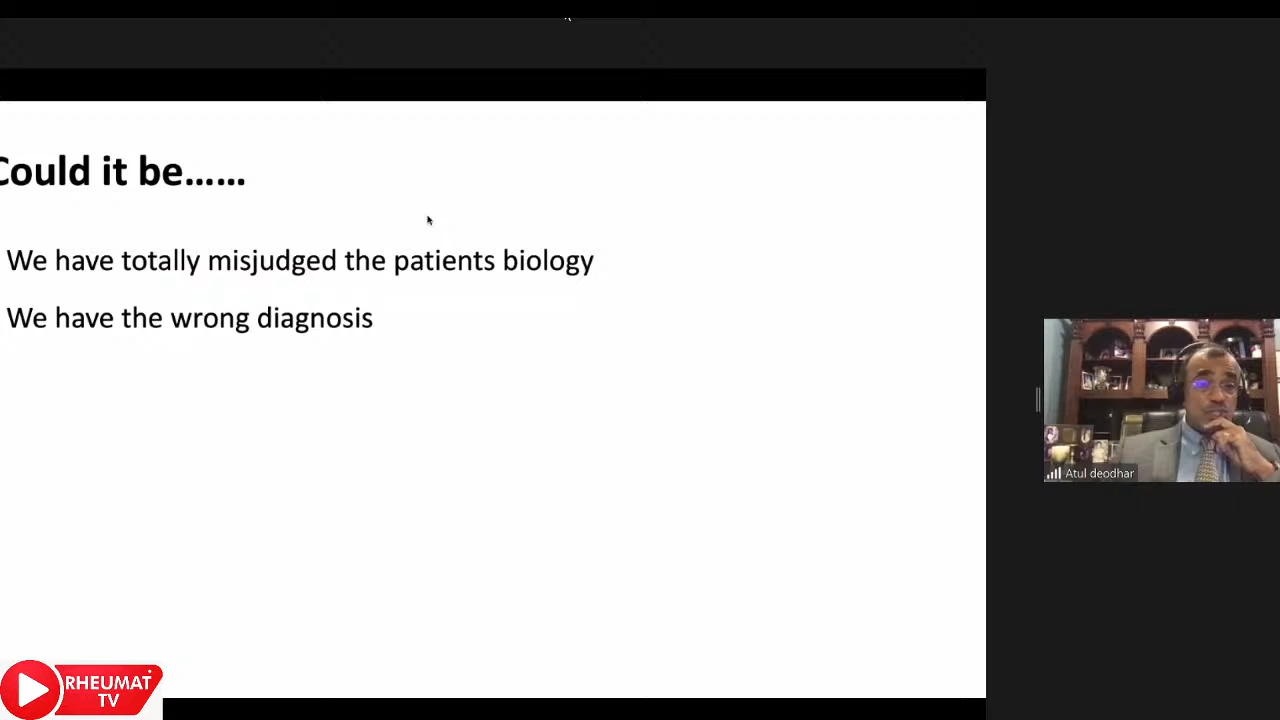 Could it be......
We have totally misjudged the patients biology
We have the wrong diagnosis
Atul deodhar
RHEUMAT
TV